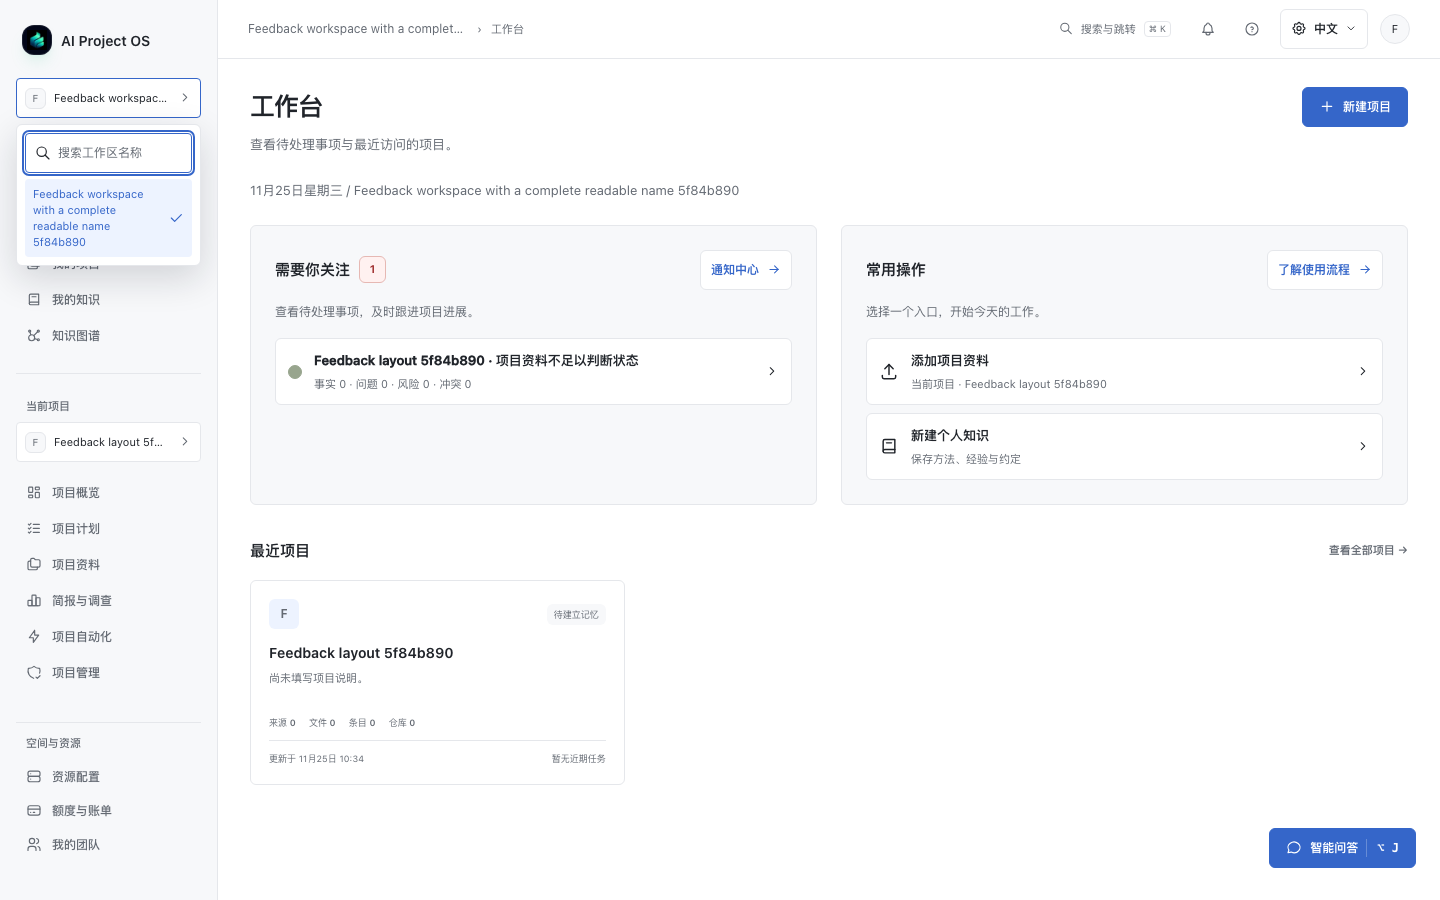 AI Project OS
F Feedback workspac...
搜索工作区名称
Feedback workspace
with a complete
readable name
5f84b890
我的项目
我的知识
知识图谱
当前项目
F Feedback layout 5f...
项目概览
项目计划
项目资料
简报与调查
项目自动化
项目管理
空间与资源
资源配置
额度与账单
我的团队
Feedback workspace with a complet... › 工作台
搜索与跳转 ⌘ K
中文
F
工作台
新建项目
查看待处理事项与最近访问的项目。
11月25日星期三 / Feedback workspace with a complete readable name 5f84b890
需要你关注 1
通知中心 →
查看待处理事项，及时跟进项目进展。
Feedback layout 5f84b890 · 项目资料不足以判断状态
事实 0 · 问题 0 · 风险 0 · 冲突 0
常用操作
了解使用流程 →
选择一个入口，开始今天的工作。
添加项目资料
当前项目 · Feedback layout 5f84b890
新建个人知识
保存方法、经验与约定
最近项目
查看全部项目 →
F
待建立记忆
Feedback layout 5f84b890
尚未填写项目说明。
来源 0 文件 0 条目 0 仓库 0
更新于 11月25日 10:34
暂无近期任务
智能问答 ⌥ J